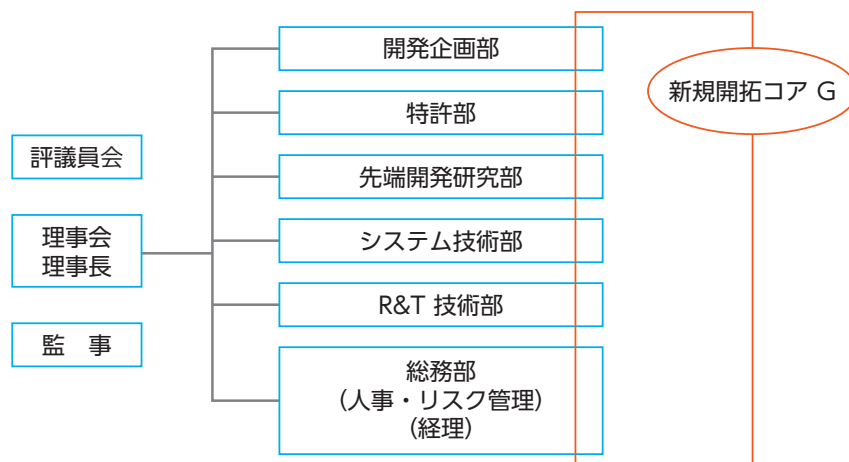 評議員会
理事会
理事長
監　事
開発企画部
特許部
先端開発研究部
システム技術部
R&T 技術部
総務部
（人事・リスク管理）
（経理）
新規開拓コア G